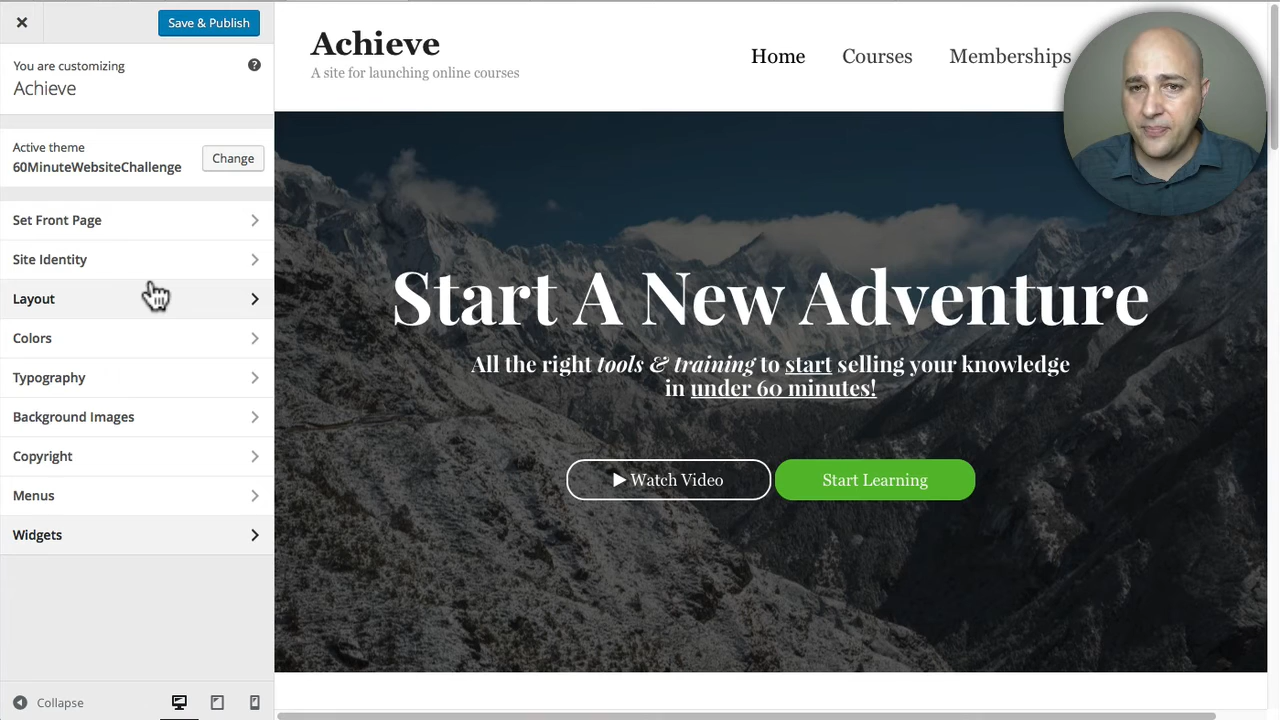 Save & Publish
You are customizing
Achieve
Active theme
60MinuteWebsiteChallenge
Change
Set Front Page
Site Identity
Layout
Colors
Typography
Background Images
Copyright
Menus
Widgets
Collapse
Achieve
A site for launching online courses
Home
Courses
Memberships
Start A New Adventure
All the right tools & training to start selling your knowledge
in under 60 minutes!
Watch Video
Start Learning